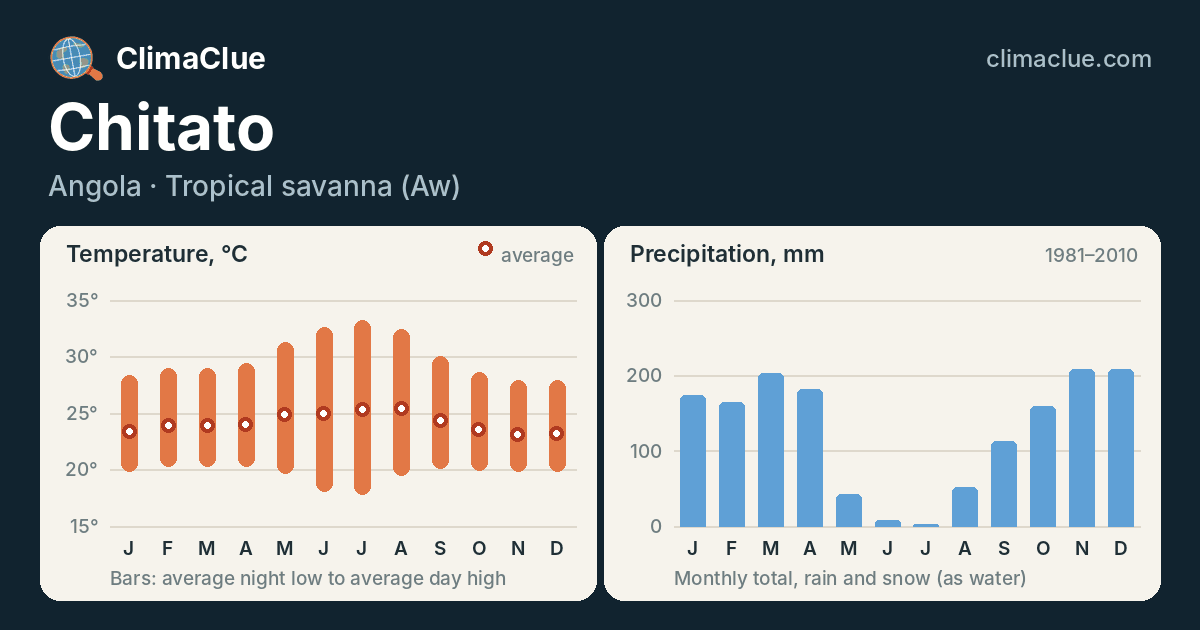 ClimaClue
climaclue.com
Chitato
Angola · Tropical savanna (Aw)
Temperature, °C
average
35°
30°
25°
20°
15°
J F M A M J J A S O N D
Bars: average night low to average day high
Precipitation, mm
1981–2010
300
200
100
0
J F M A M J J A S O N D
Monthly total, rain and snow (as water)